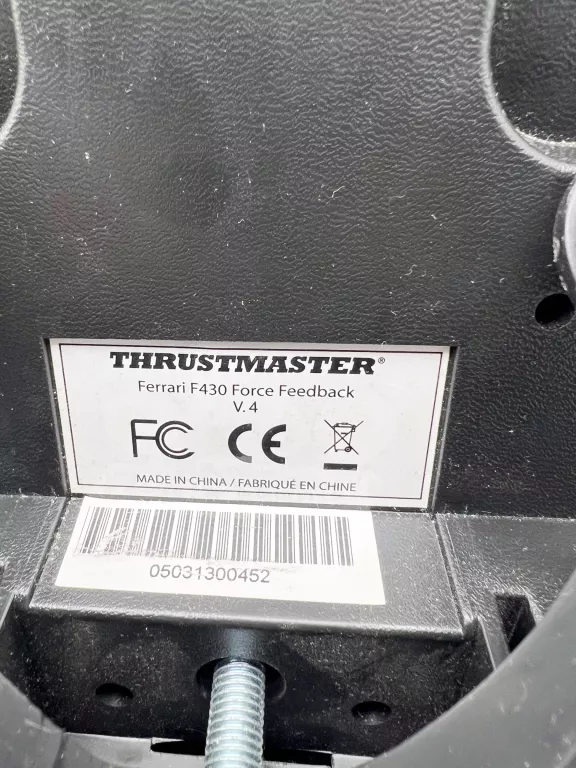 THRUSTMASTER®
Ferrari F430 Force Feedback
V.4
FC CE
MADE IN CHINA / FABRIQUÉ EN CHINE
05031300452